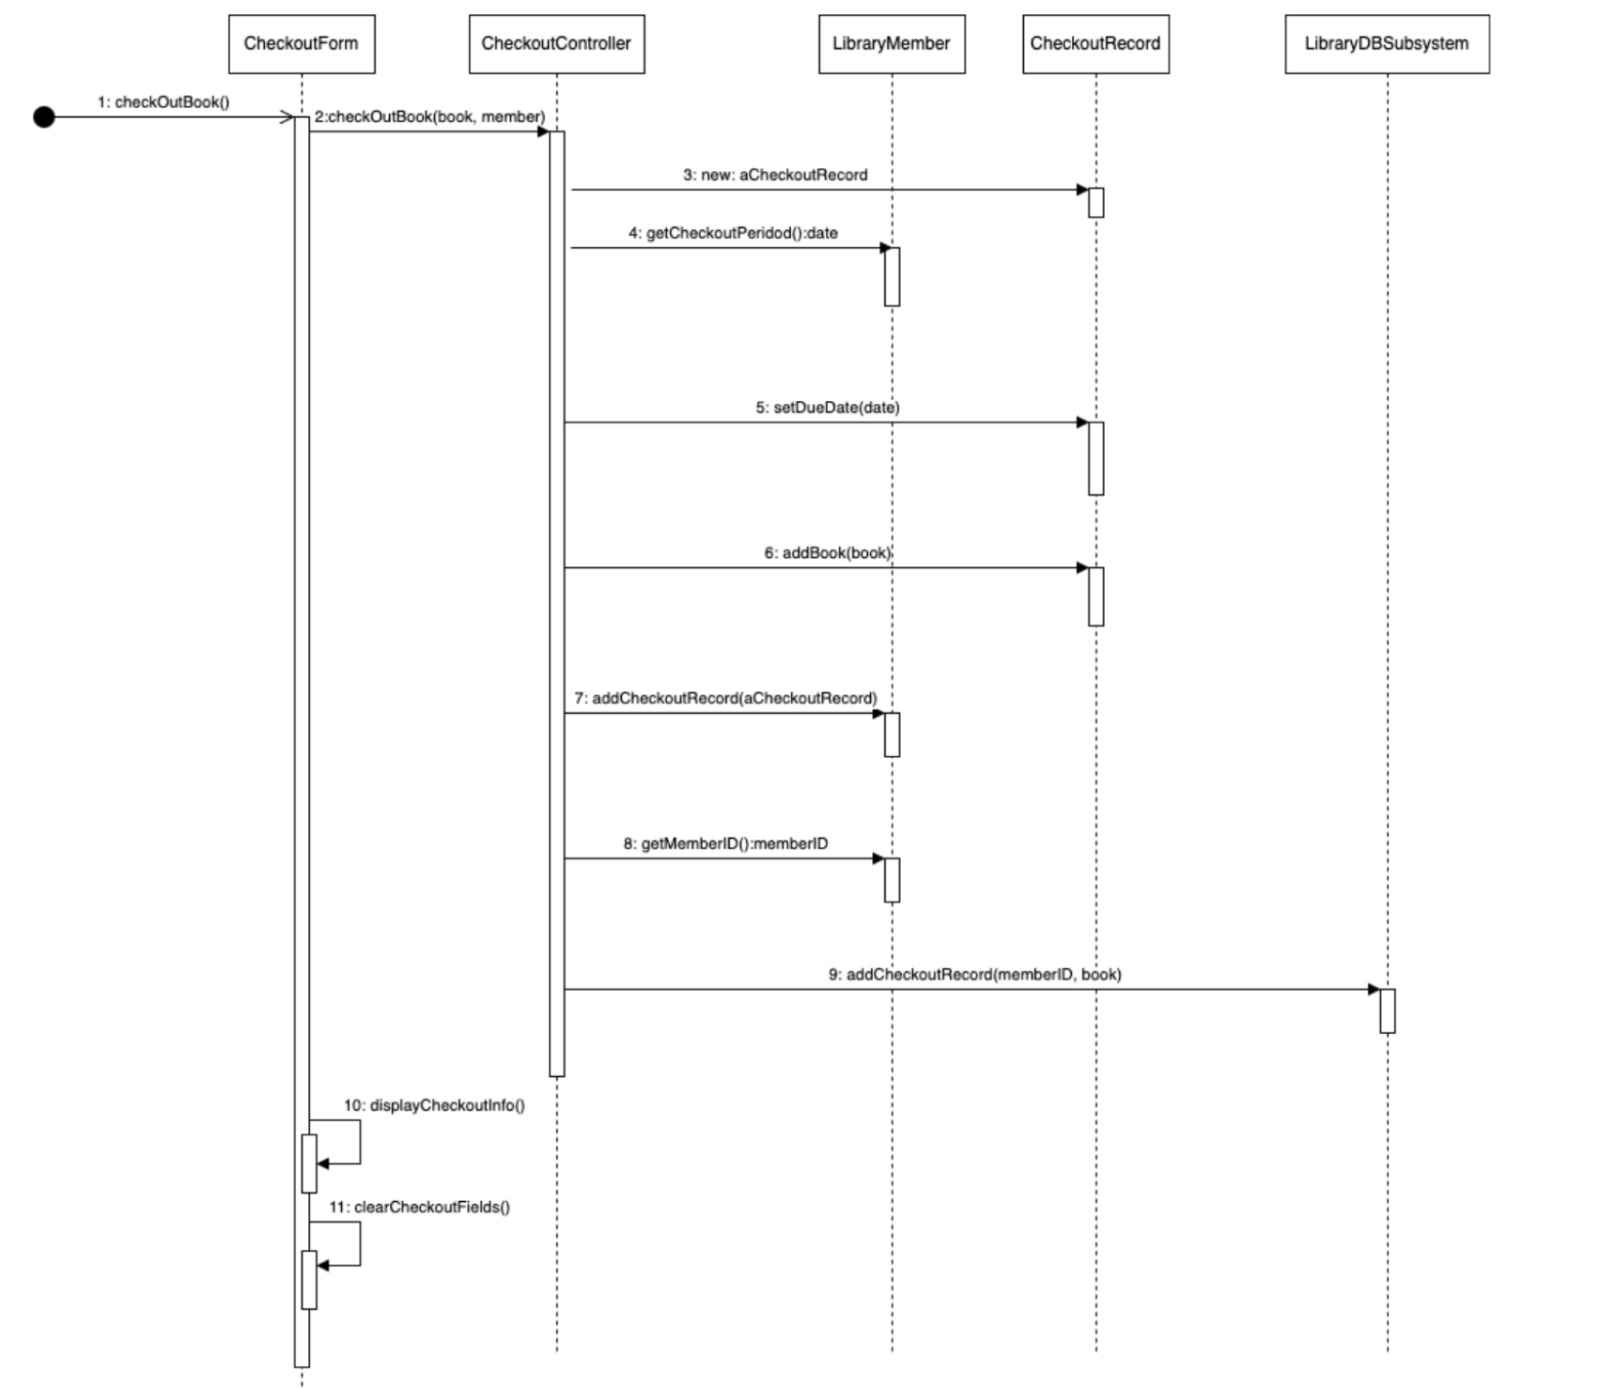 CheckoutForm
CheckoutController
LibraryMember
CheckoutRecord
LibraryDBSubsystem
1: checkOutBook()
2:checkOutBook(book, member)
3: new: aCheckoutRecord
4: getCheckoutPeridod():date
5: setDueDate(date)
6: addBook(book)
7: addCheckoutRecord(aCheckoutRecord)
8: getMemberID():memberID
9: addCheckoutRecord(memberID, book)
10: displayCheckoutInfo()
11: clearCheckoutFields()